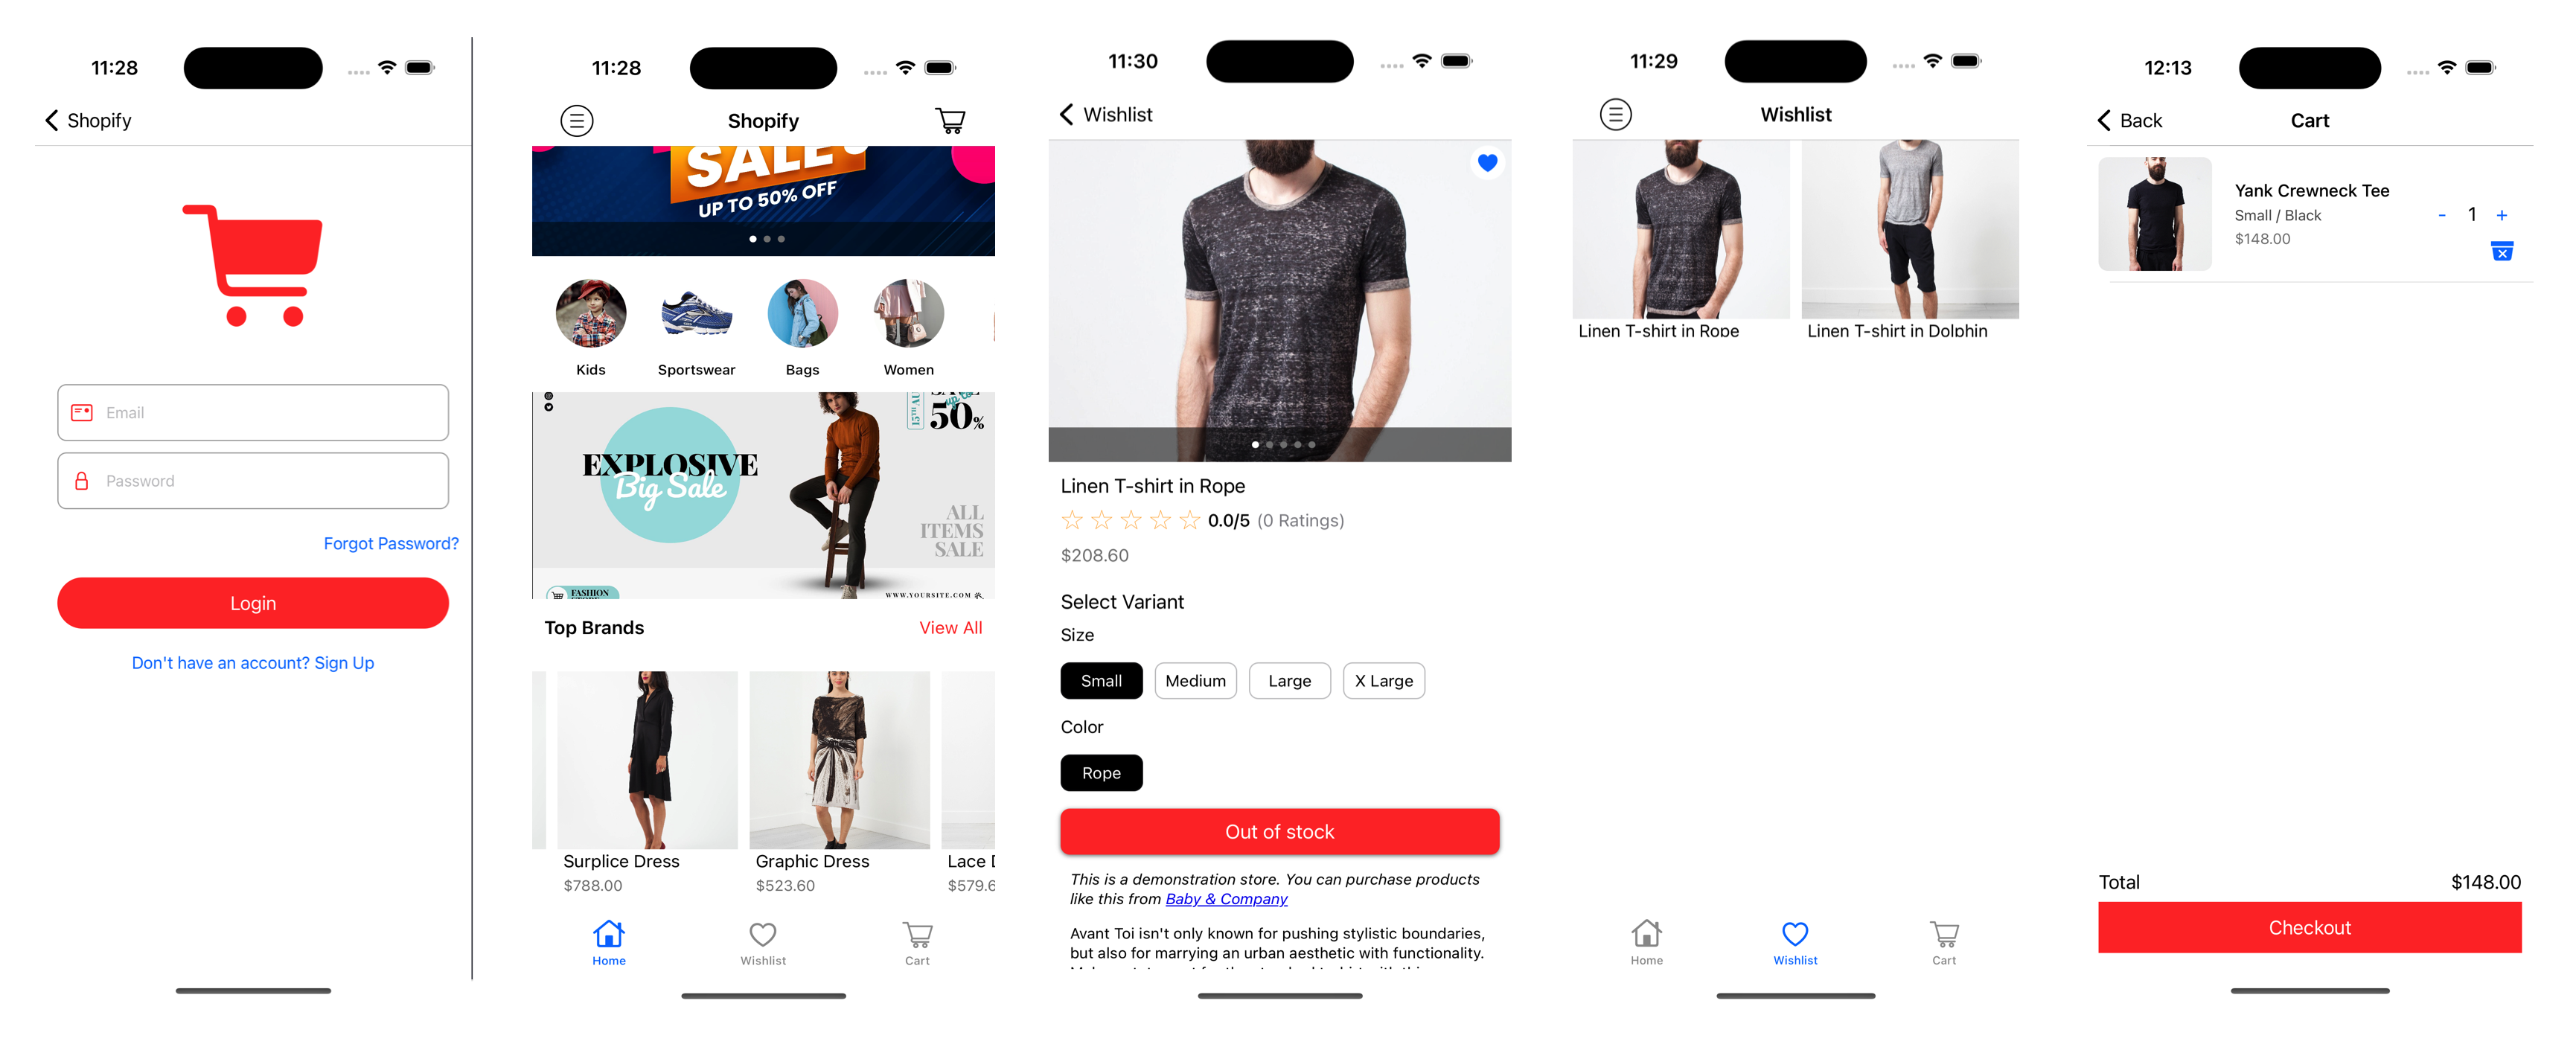 11:28
Shopify
Email
Password
Forgot Password?
Login
Don't have an account? Sign Up
11:28
Shopify
SALE
UP TO 50% OFF
Kids
Sportswear
Bags
Women
50%
EXPLOSIVE
Big Sale
ALL
ITEMS
SALE
FASHION
WWW.YOURSITE.COM
Top Brands
View All
Surplice Dress
$788.00
Graphic Dress
$523.60
Lace
$579.6
Home
Wishlist
Cart
11:30
Wishlist
Linen T-shirt in Rope
0.0/5 (0 Ratings)
$208.60
Select Variant
Size
Small
Medium
Large
X Large
Color
Rope
Out of stock
This is a demonstration store. You can purchase products
like this from Baby & Company
Avant Toi isn't only known for pushing stylistic boundaries,
but also for marrying an urban aesthetic with functionality.
11:29
Wishlist
Linen T-shirt in Rope
Linen T-shirt in Dolphin
Home
Wishlist
Cart
12:13
Back
Cart
Yank Crewneck Tee
Small / Black
$148.00
- 1 +
Total
$148.00
Checkout